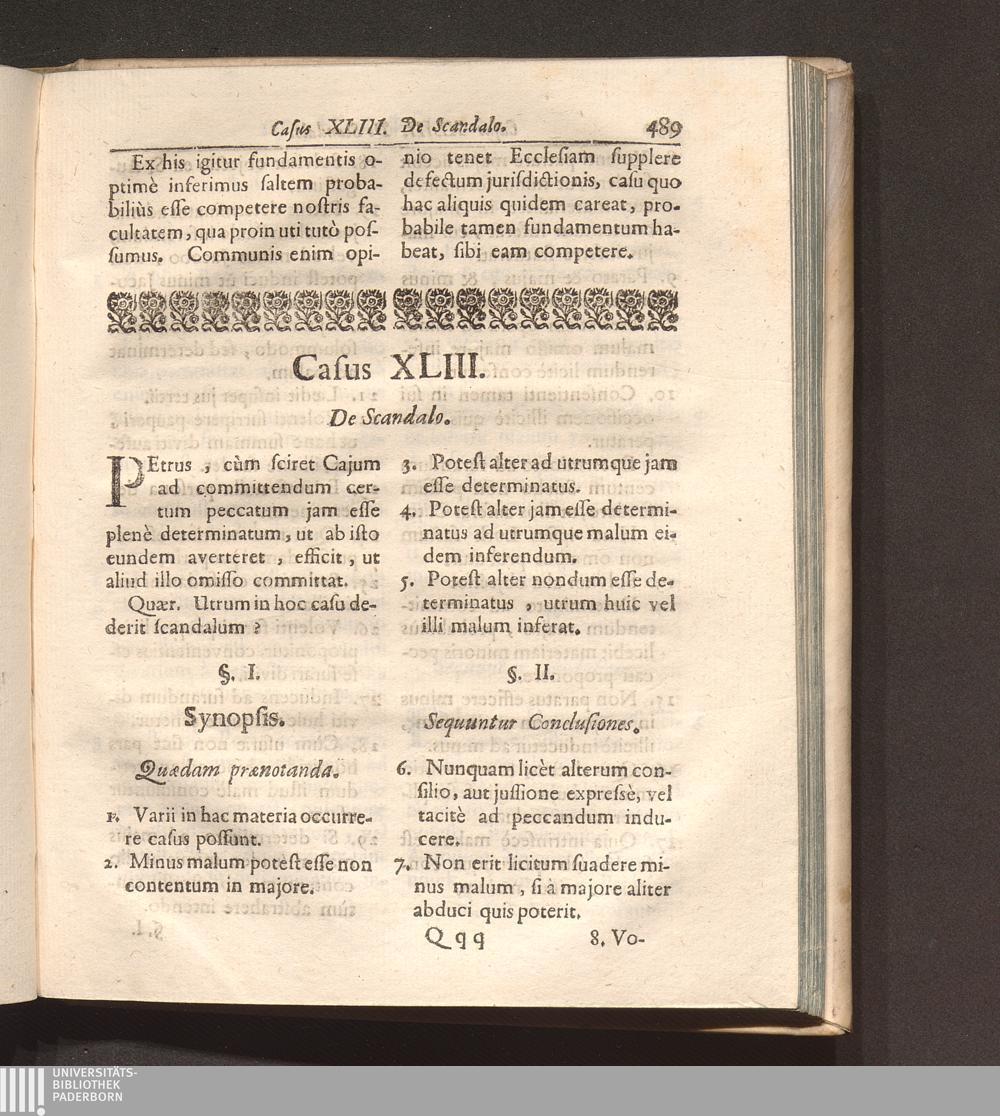 Caſus XLIII. De Scandalo. 489
Ex his igitur fundamentis o-
ptimè inferimus ſaltem proba-
biliùs eſſe competere noſtris fa-
cultatem, qua proin uti tutò poſ-
ſumus. Communis enim opi-
nio tenet Eccleſiam ſupplere
defectum jurisdictionis, caſu quo
hac aliquis quidem careat, pro-
babile tamen fundamentum ha-
beat, ſibi eam competere.
Caſus XLIII.
De Scandalo.
PEtrus, cùm ſciret Cajum
ad committendum cer-
tum peccatum jam eſſe
plenè determinatum, ut ab iſto
eundem averteret, efficit, ut
aliud illo omiſſo committat.
Quær. Utrum in hoc caſu de-
derit ſcandalum?
§. I.
Synopſis.
Quædam prænotanda.
1. Varii in hac materia occurre-
re caſus poſſunt.
2. Minus malum poteſt eſſe non
contentum in majore.
3. Poteſt alter ad utrumque jam
eſſe determinatus.
4. Poteſt alter jam eſſe determi-
natus ad utrumque malum ei-
dem inferendum.
5. Poteſt alter nondum eſſe de-
terminatus, utrum huic vel
illi malum inferat.
§. II.
Sequuntur Concluſiones.
6. Nunquam licèt alterum con-
ſilio, aut juſſione expreſsè, vel
tacitè ad peccandum indu-
cere.
7. Non erit licitum ſuadere mi-
nus malum, ſi à majore aliter
abduci quis poterit.
Qqq 8. Vo-
UNIVERSITÄTS-
BIBLIOTHEK
PADERBORN